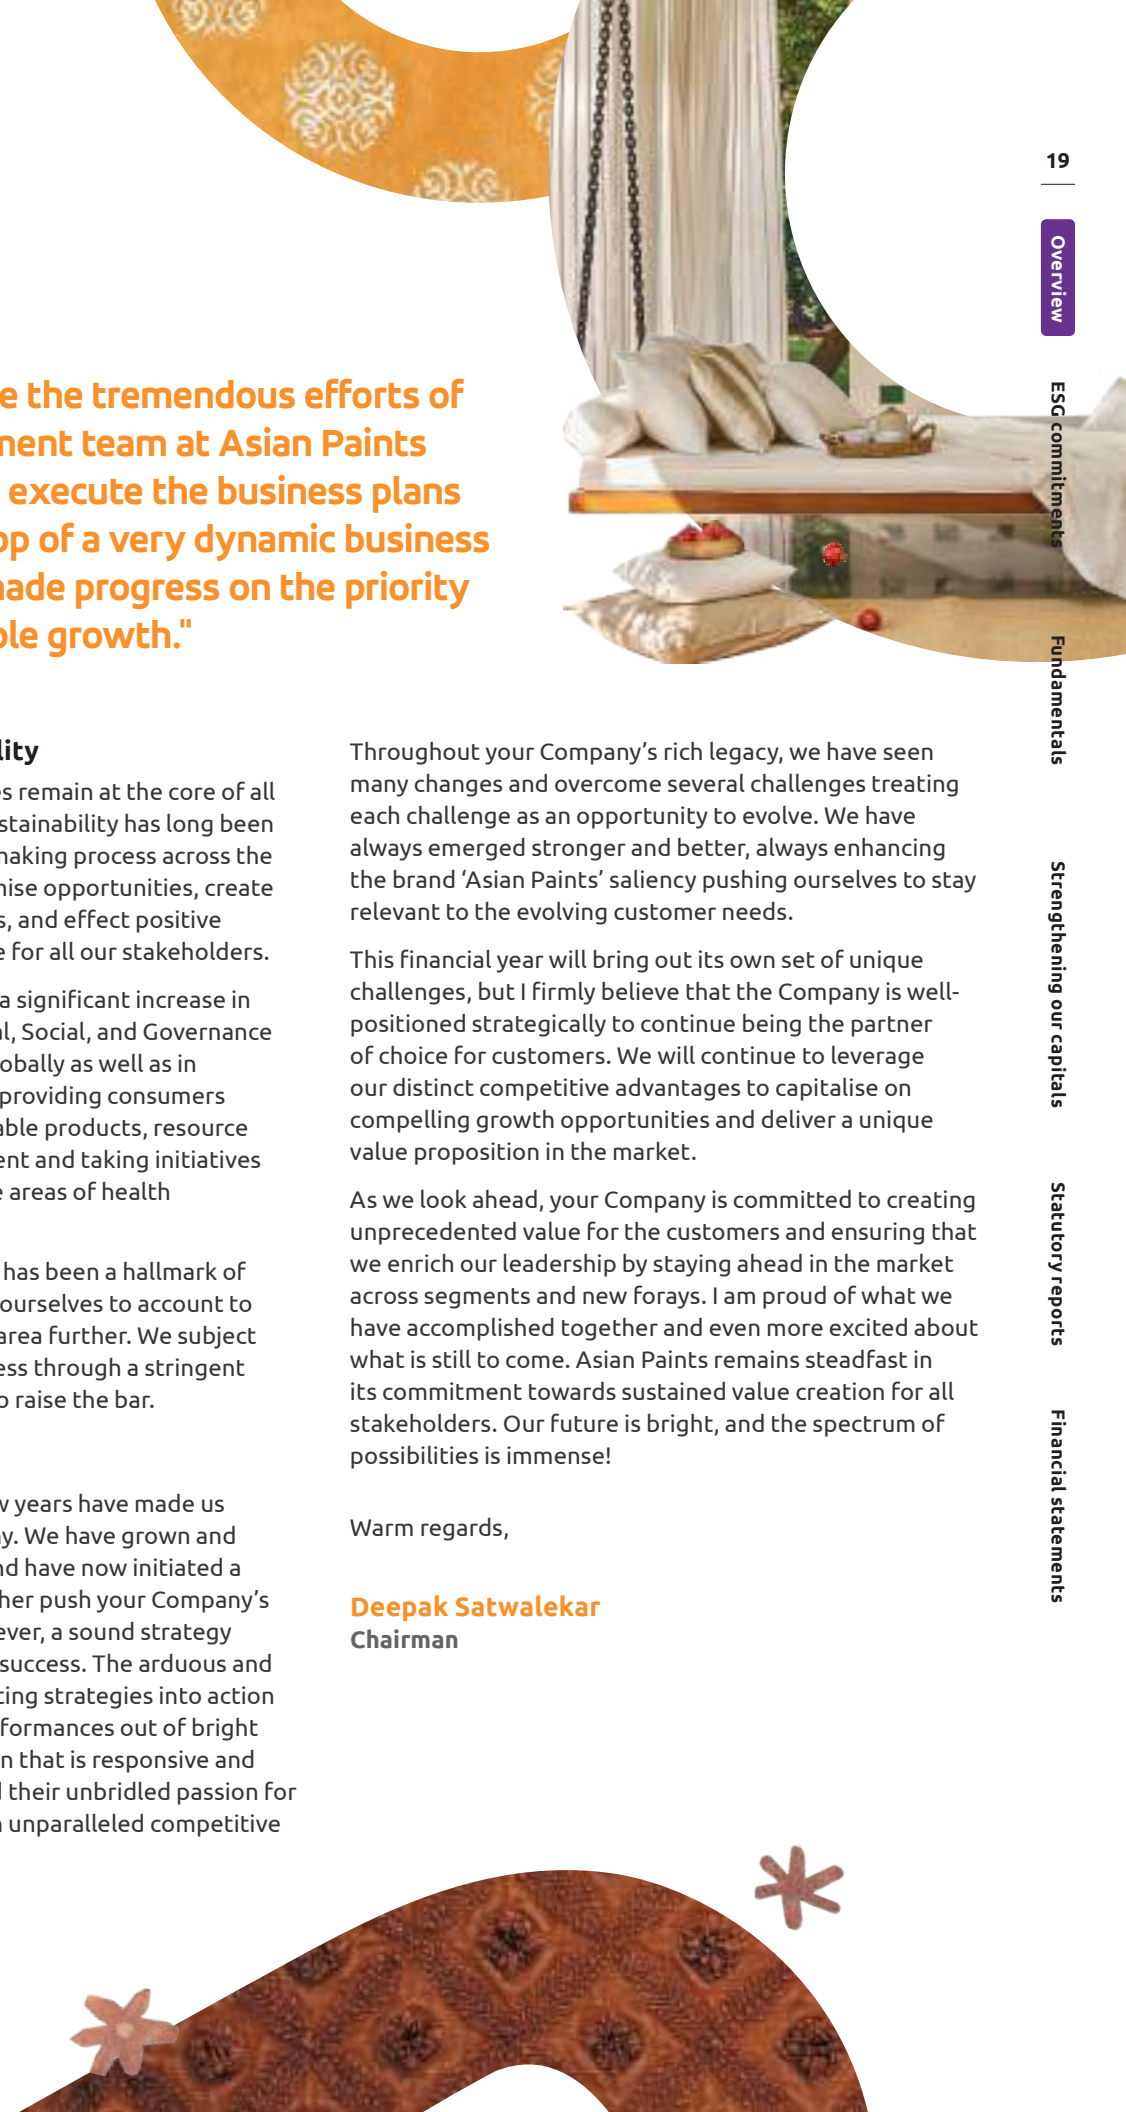 19
Overview
ESG commitments
Fundamentals
Strengthening our capitals
Statutory reports
Financial statements
e the tremendous efforts of
ment team at Asian Paints
execute the business plans
op of a very dynamic business
made progress on the priority
ble growth."
lity
es remain at the core of all
stainability has long been
making process across the
mise opportunities, create
s, and effect positive
e for all our stakeholders.
a significant increase in
al, Social, and Governance
obally as well as in
providing consumers
able products, resource
ent and taking initiatives
e areas of health
has been a hallmark of
ourselves to account to
area further. We subject
ess through a stringent
o raise the bar.
w years have made us
ay. We have grown and
nd have now initiated a
her push your Company’s
ever, a sound strategy
success. The arduous and
ting strategies into action
formances out of bright
n that is responsive and
d their unbridled passion for
unparalleled competitive
Throughout your Company’s rich legacy, we have seen
many changes and overcome several challenges treating
each challenge as an opportunity to evolve. We have
always emerged stronger and better, always enhancing
the brand ‘Asian Paints’ saliency pushing ourselves to stay
relevant to the evolving customer needs.
This financial year will bring out its own set of unique
challenges, but I firmly believe that the Company is well-
positioned strategically to continue being the partner
of choice for customers. We will continue to leverage
our distinct competitive advantages to capitalise on
compelling growth opportunities and deliver a unique
value proposition in the market.
As we look ahead, your Company is committed to creating
unprecedented value for the customers and ensuring that
we enrich our leadership by staying ahead in the market
across segments and new forays. I am proud of what we
have accomplished together and even more excited about
what is still to come. Asian Paints remains steadfast in
its commitment towards sustained value creation for all
stakeholders. Our future is bright, and the spectrum of
possibilities is immense!
Warm regards,
Deepak Satwalekar
Chairman